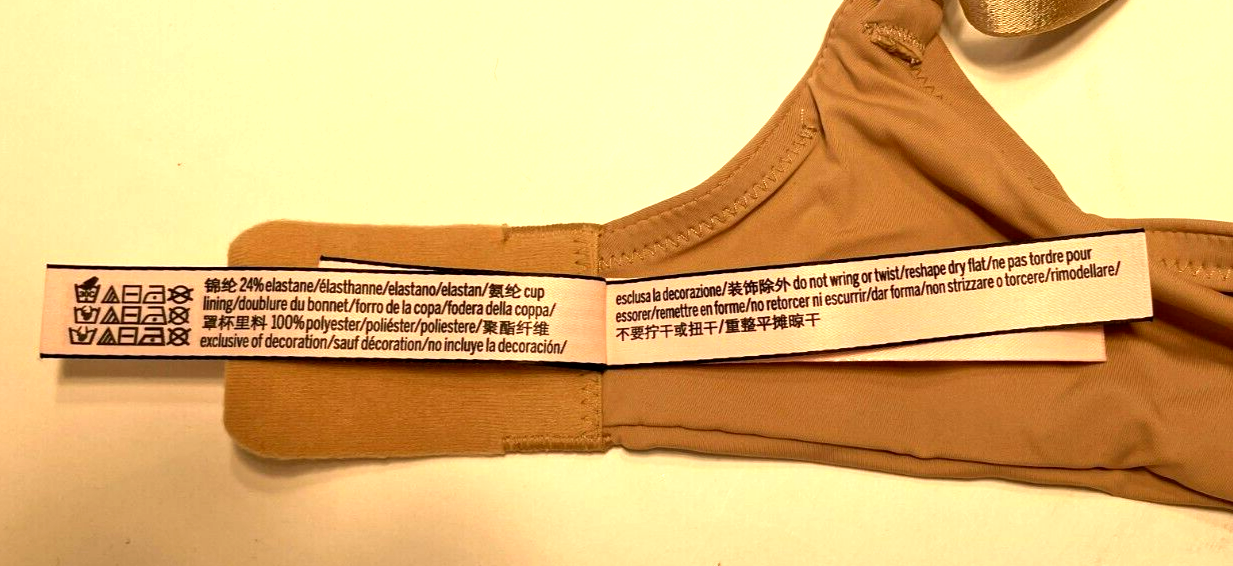 锦纶 24% elastane/élasthanne/elastano/elastan/氨纶 cup
lining/doublure du bonnet/forro de la copa/fodera della coppa/
罩杯里料 100% polyester/poliéster/poliestere/聚酯纤维
exclusive of decoration/sauf décoration/no incluye la decoración/
esclusa la decorazione/装饰除外 do not wring or twist/reshape dry flat/ne pas tordre pour
essorer/remettre en forme/no retorcer ni escurrir/dar forma/non strizzare o torcere/rimodellare/
不要拧干或扭干/重整平摊晾干